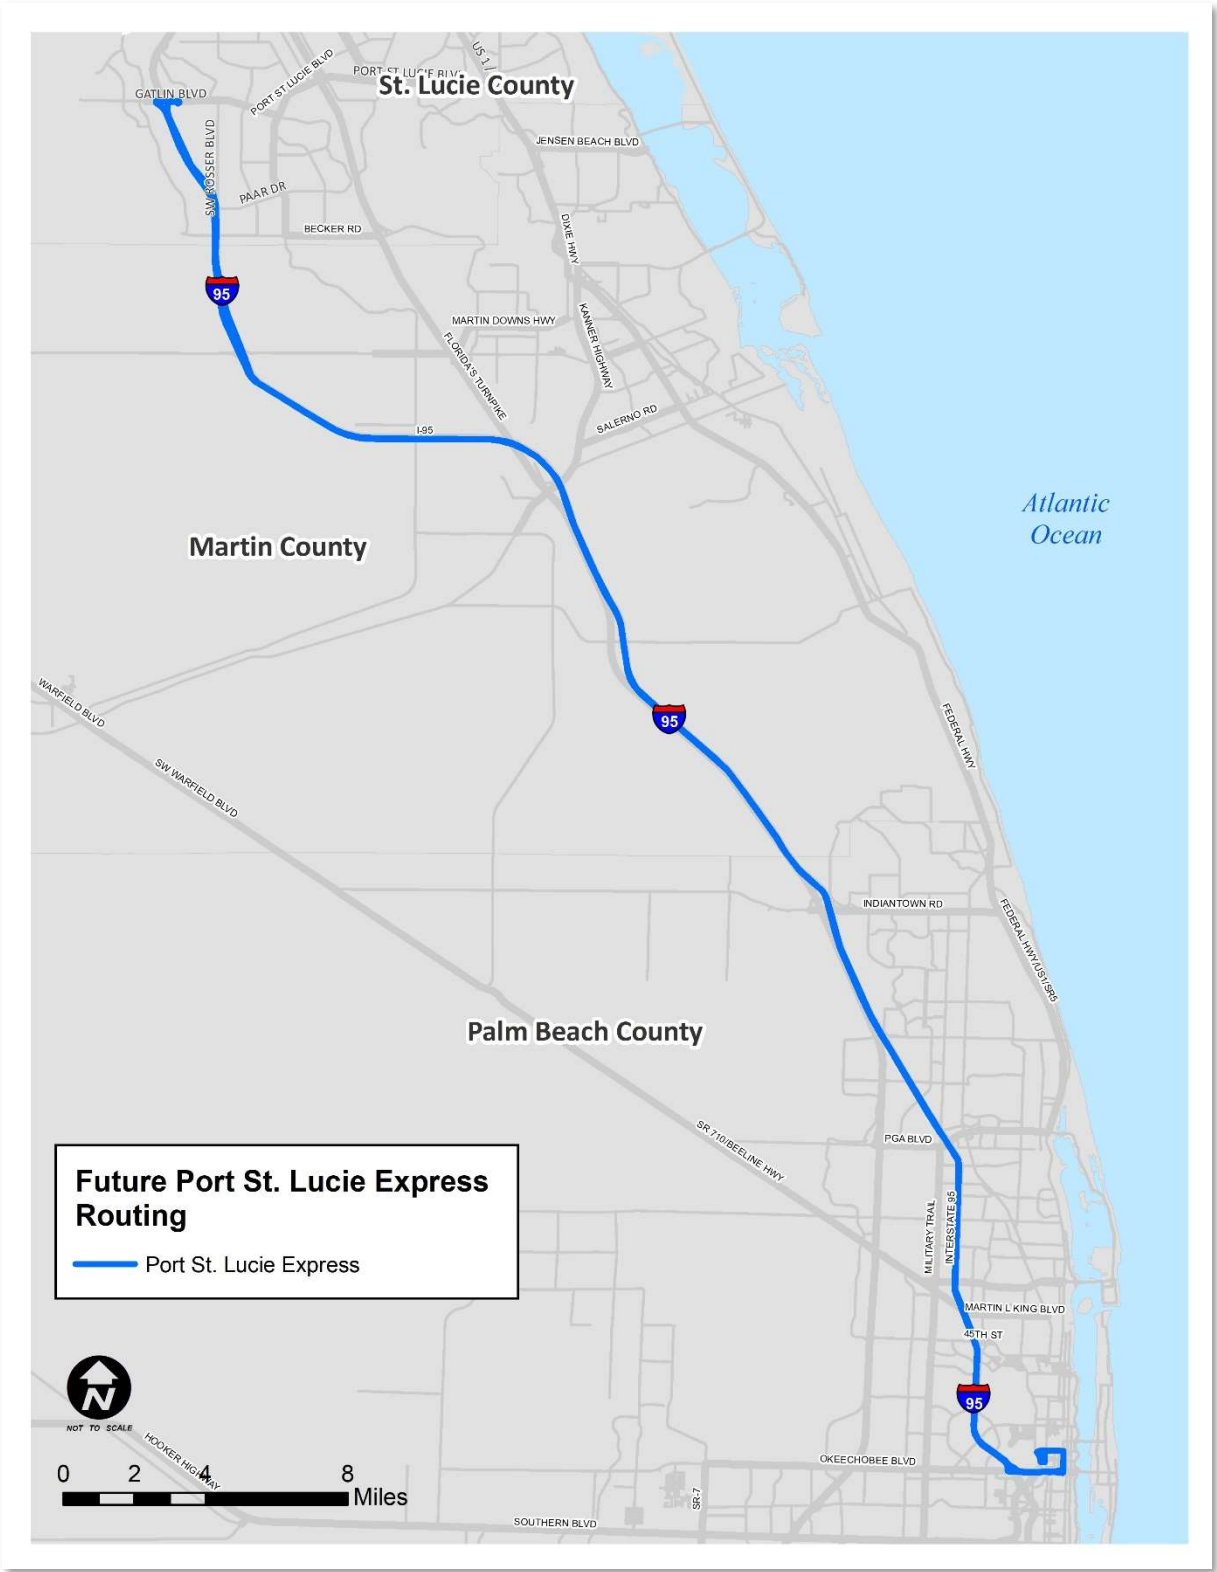 US 1
PORT ST LUCIE BLVD
PORT ST LUCIE BLVD
St. Lucie County
GATLIN BLVD
JENSEN BEACH BLVD
SW ROSSER BLVD
PAAR DR
BECKER RD
DIXIE HWY
95
MARTIN DOWNS HWY
KANNER HIGHWAY
FLORIDA'S TURNPIKE
SALERNO RD
I-95
Atlantic
Ocean
Martin County
WARFIELD BLVD
95
FEDERAL HWY
SW WARFIELD BLVD
INDIANTOWN RD
FEDERAL HWY/US1/SR5
Palm Beach County
SR 710/BEELINE HWY
PGA BLVD
Future Port St. Lucie Express
Routing
Port St. Lucie Express
MILITARY TRAIL
INTERSTATE 95
MARTIN L KING BLVD
45TH ST
95
N
NOT TO SCALE
HOOKER HIGHWAY
OKEECHOBEE BLVD
0 2 4 8
Miles
SR-7
SOUTHERN BLVD